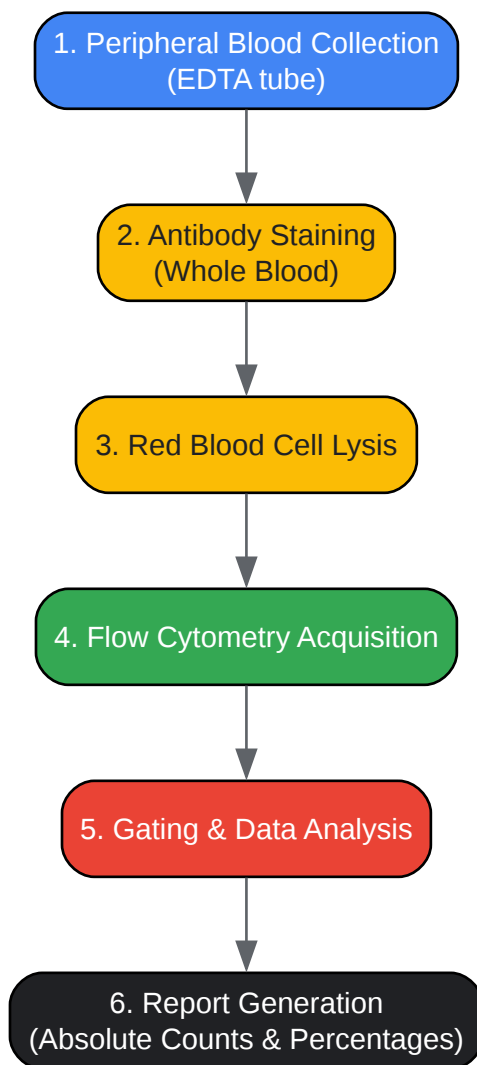 1. Peripheral Blood Collection
(EDTA tube)
2. Antibody Staining
(Whole Blood)
3. Red Blood Cell Lysis
4. Flow Cytometry Acquisition
5. Gating & Data Analysis
6. Report Generation
(Absolute Counts & Percentages)